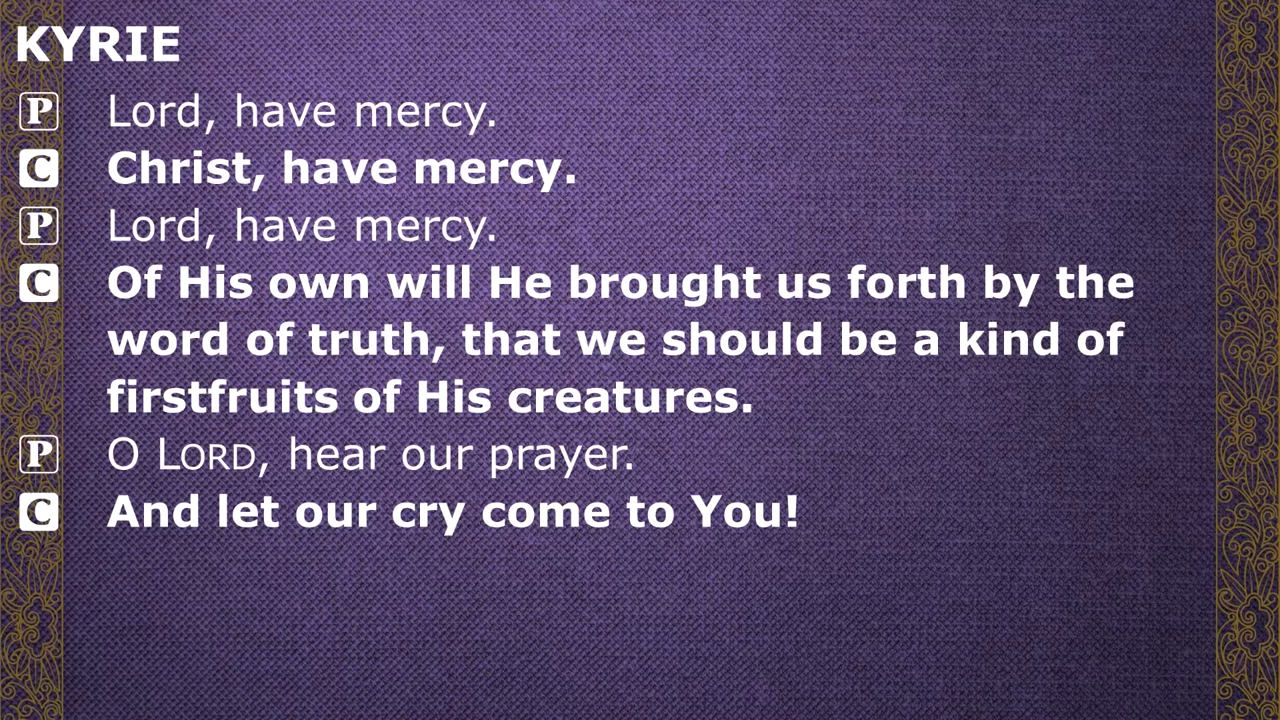 KYRIE
P Lord, have mercy.
C Christ, have mercy.
P Lord, have mercy.
C Of His own will He brought us forth by the
word of truth, that we should be a kind of
firstfruits of His creatures.
P O LORD, hear our prayer.
C And let our cry come to You!